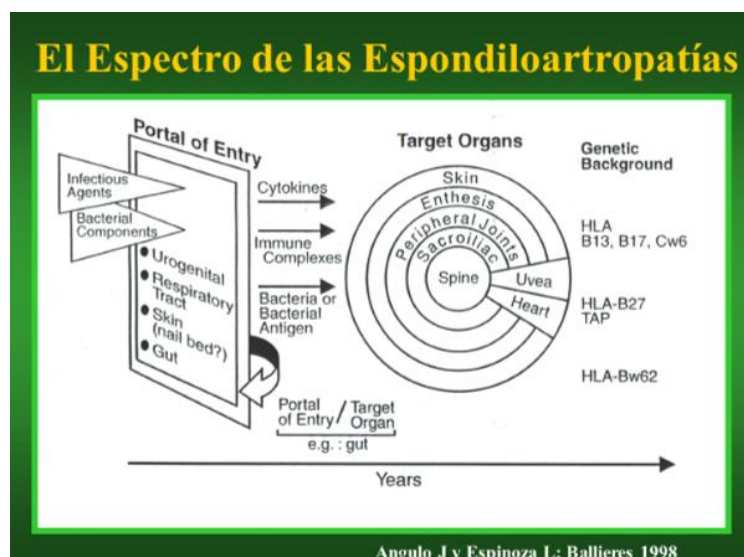 El Espectro de las Espondiloartropatías
Portal of Entry
Infectious
Agents
Bacterial
Components
● Urogenital
● Respiratory
Tract
● Skin
(nail bed?)
● Gut
Cytokines
Immune
Complexes
Bacteria or
Bacterial
Antigen
Portal
of Entry / Target
Organ
e.g.: gut
Target Organs
Skin
Enthesis
Peripheral Joints
Sacroiliac
Spine
Uvea
Heart
Genetic
Background
HLA
B13, B17, Cw6
HLA-B27
TAP
HLA-Bw62
Years
Angulo J y Espinoza L: Ballieres 1998